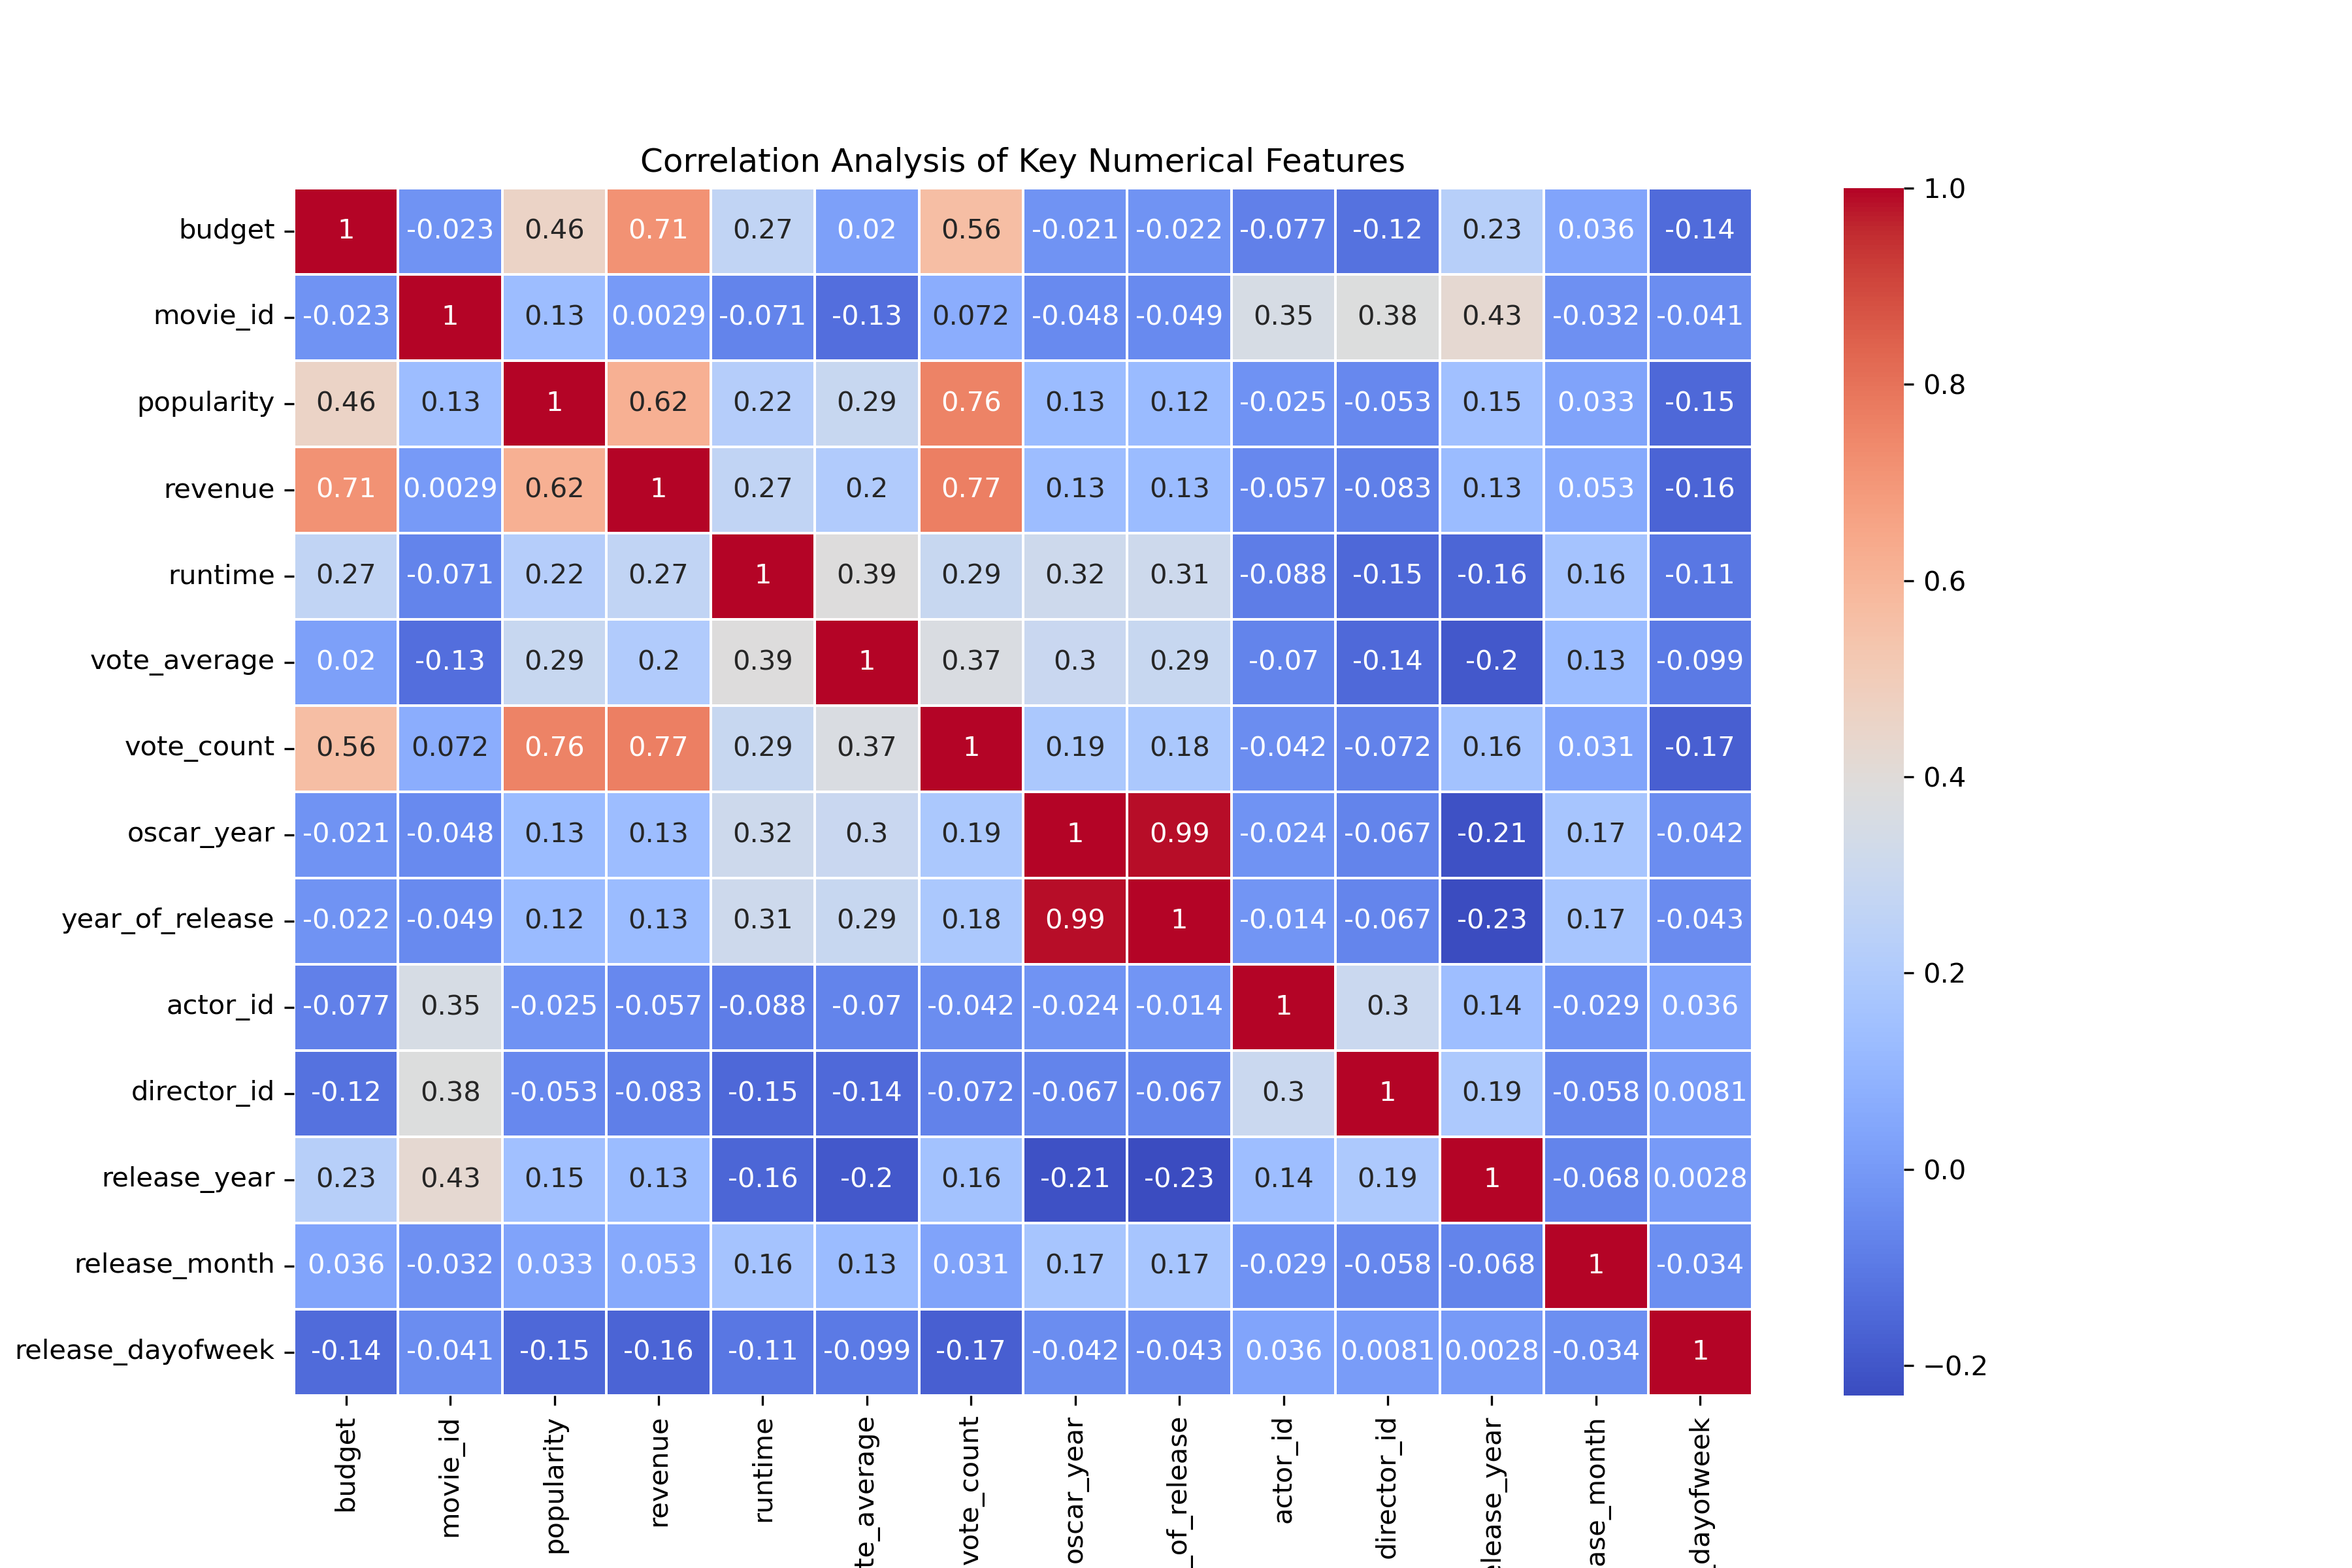 Correlation Analysis of Key Numerical Features
budget 1 -0.023 0.46 0.71 0.27 0.02 0.56 -0.021 -0.022 -0.077 -0.12 0.23 0.036 -0.14
movie_id -0.023 1 0.13 0.0029 -0.071 -0.13 0.072 -0.048 -0.049 0.35 0.38 0.43 -0.032 -0.041
popularity 0.46 0.13 1 0.62 0.22 0.29 0.76 0.13 0.12 -0.025 -0.053 0.15 0.033 -0.15
revenue 0.71 0.0029 0.62 1 0.27 0.2 0.77 0.13 0.13 -0.057 -0.083 0.13 0.053 -0.16
runtime 0.27 -0.071 0.22 0.27 1 0.39 0.29 0.32 0.31 -0.088 -0.15 -0.16 0.16 -0.11
vote_average 0.02 -0.13 0.29 0.2 0.39 1 0.37 0.3 0.29 -0.07 -0.14 -0.2 0.13 -0.099
vote_count 0.56 0.072 0.76 0.77 0.29 0.37 1 0.19 0.18 -0.042 -0.072 0.16 0.031 -0.17
oscar_year -0.021 -0.048 0.13 0.13 0.32 0.3 0.19 1 0.99 -0.024 -0.067 -0.21 0.17 -0.042
year_of_release -0.022 -0.049 0.12 0.13 0.31 0.29 0.18 0.99 1 -0.014 -0.067 -0.23 0.17 -0.043
actor_id -0.077 0.35 -0.025 -0.057 -0.088 -0.07 -0.042 -0.024 -0.014 1 0.3 0.14 -0.029 0.036
director_id -0.12 0.38 -0.053 -0.083 -0.15 -0.14 -0.072 -0.067 -0.067 0.3 1 0.19 -0.058 0.0081
release_year 0.23 0.43 0.15 0.13 -0.16 -0.2 0.16 -0.21 -0.23 0.14 0.19 1 -0.068 0.0028
release_month 0.036 -0.032 0.033 0.053 0.16 0.13 0.031 0.17 0.17 -0.029 -0.058 -0.068 1 -0.034
release_dayofweek -0.14 -0.041 -0.15 -0.16 -0.11 -0.099 -0.17 -0.042 -0.043 0.036 0.0081 0.0028 -0.034 1
budget
movie_id
popularity
revenue
runtime
te_average
vote_count
oscar_year
_of_release
actor_id
director_id
elease_year
ase_month
_dayofweek
1.0
0.8
0.6
0.4
0.2
0.0
−0.2